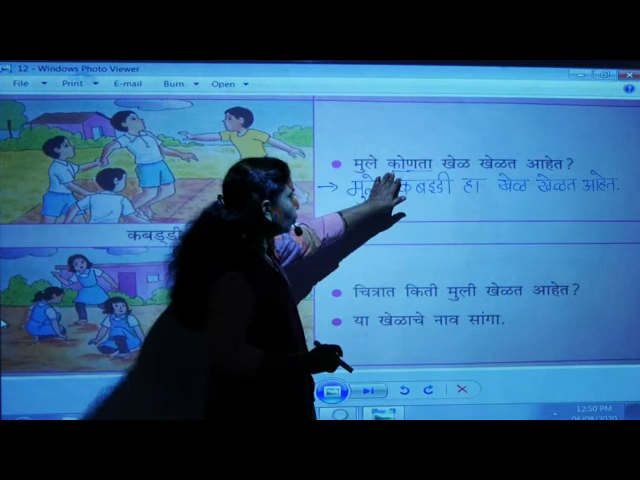 12 - Windows Photo Viewer
File Print E-mail Burn Open
मुले कोणता खेळ खेळत आहेत?
→ मुले कबड्डी हा खेळ खेळत आहेत.
कबड्डी
चित्रात किती मुली खेळत आहेत?
या खेळाचे नाव सांगा.
12:50 PM